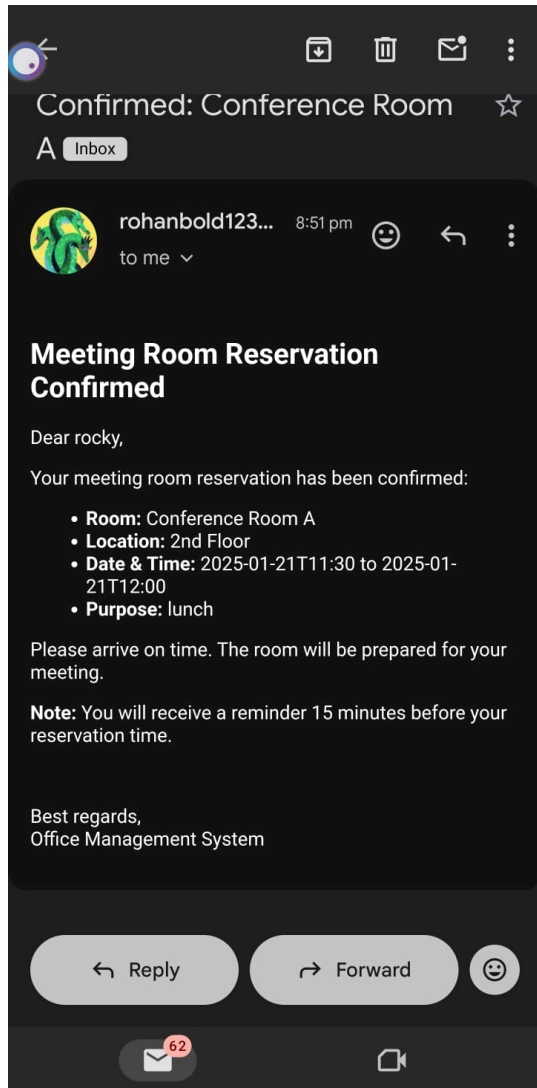 Confirmed: Conference Room
A Inbox
rohanbold123... 8:51 pm
to me
Meeting Room Reservation
Confirmed
Dear rocky,
Your meeting room reservation has been confirmed:
• Room: Conference Room A
• Location: 2nd Floor
• Date & Time: 2025-01-21T11:30 to 2025-01-
21T12:00
• Purpose: lunch
Please arrive on time. The room will be prepared for your
meeting.
Note: You will receive a reminder 15 minutes before your
reservation time.
Best regards,
Office Management System
Reply Forward
62